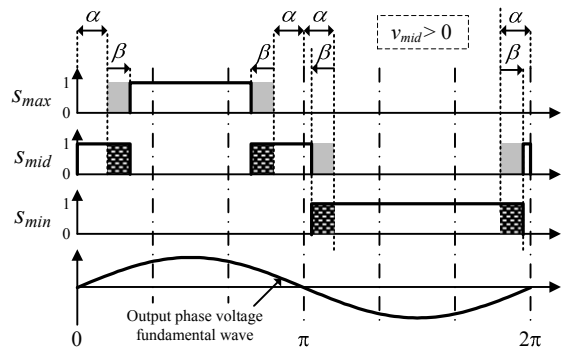 α α α α
β β β β
v_mid > 0
1
s_max
0
1
s_mid
0
1
s_min
0
Output phase voltage
fundamental wave
0 π 2π